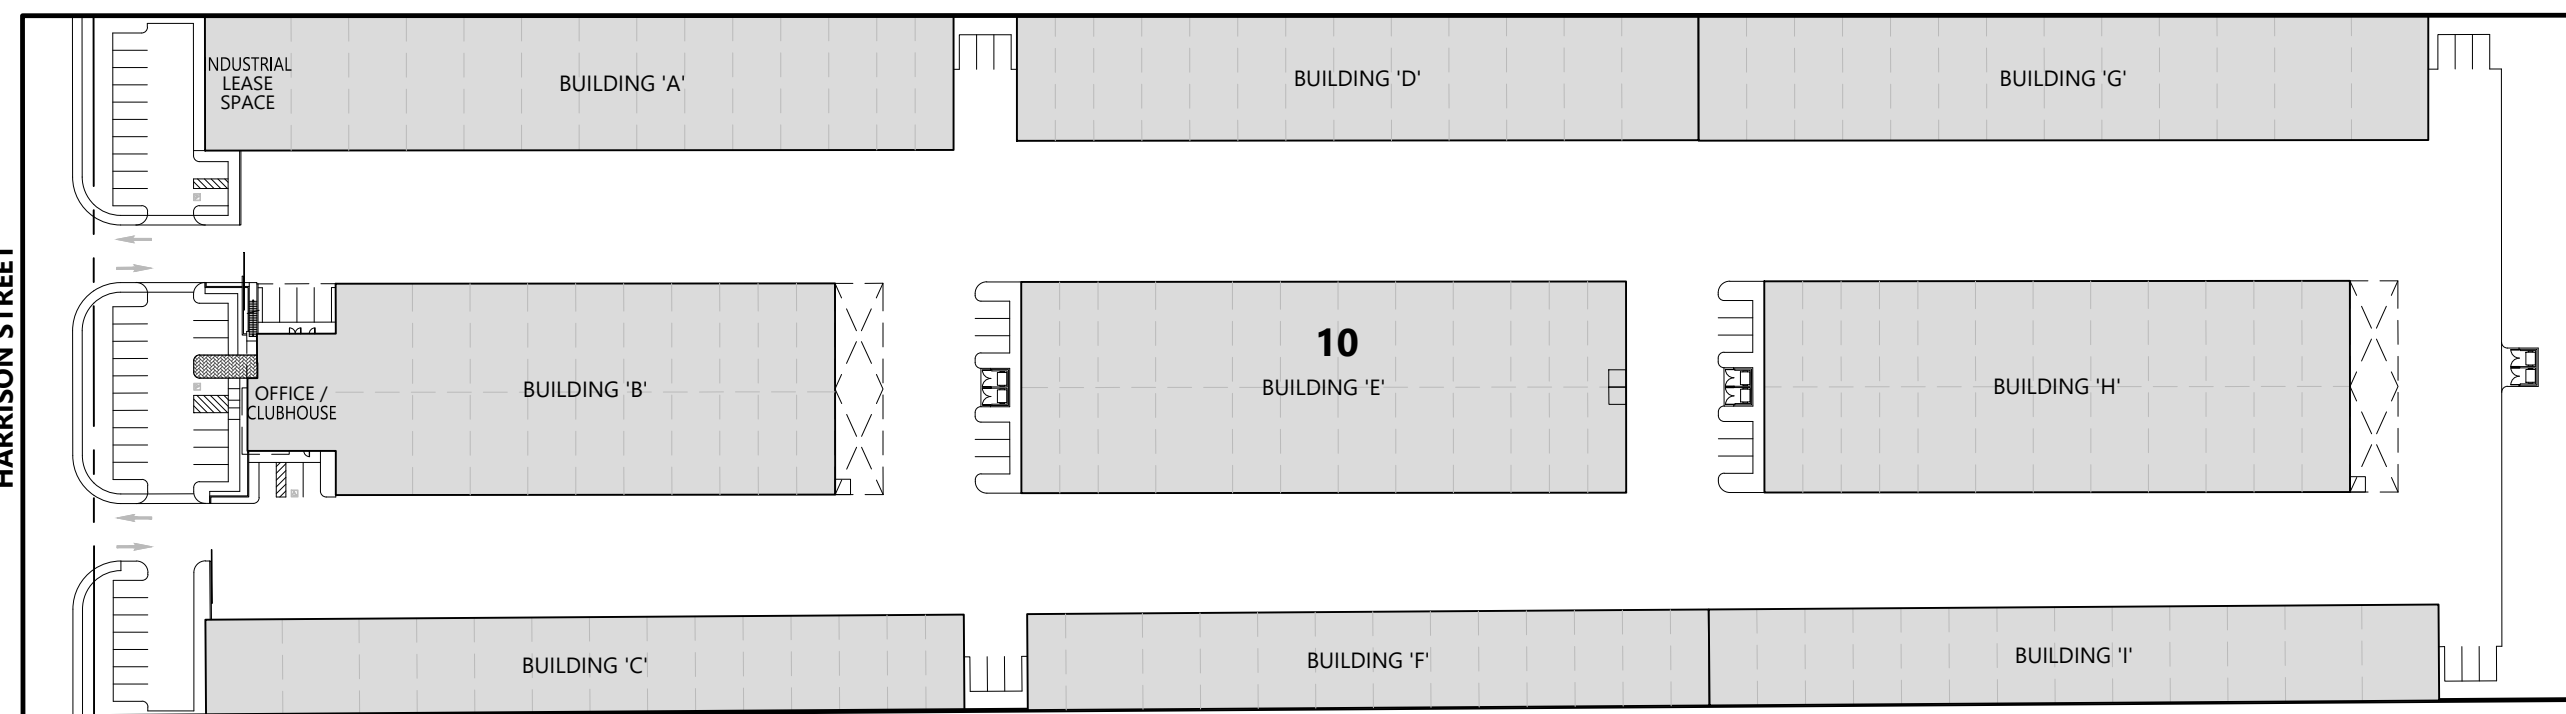 NDUSTRIAL
LEASE
SPACE
BUILDING 'A'
BUILDING 'D'
BUILDING 'G'
HARRISON STREET
OFFICE /
CLUBHOUSE
BUILDING 'B'
10
BUILDING 'E'
BUILDING 'H'
BUILDING 'C'
BUILDING 'F'
BUILDING 'I'